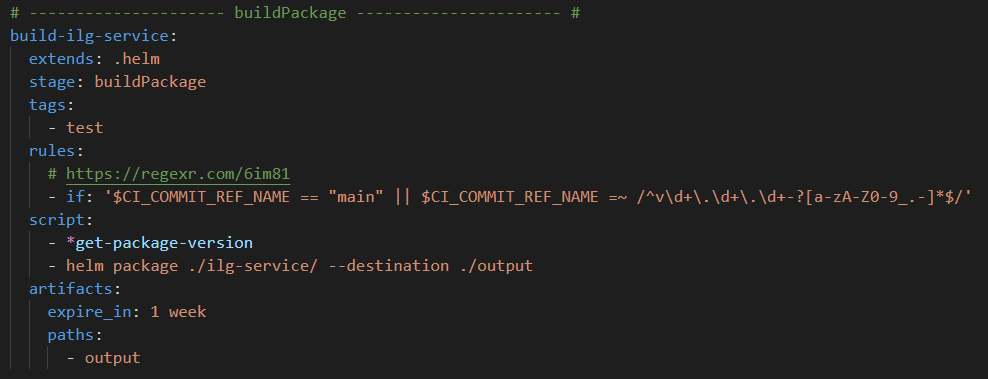 # --------------------- buildPackage ---------------------- #
build-ilg-service:
  extends: .helm
  stage: buildPackage
  tags:
    - test
  rules:
    # https://regexr.com/6im81
    - if: '$CI_COMMIT_REF_NAME == "main" || $CI_COMMIT_REF_NAME =~ /^v\d+\.\d+\.\d+-?[a-zA-Z0-9_.-]*$/'
  script:
    - *get-package-version
    - helm package ./ilg-service/ --destination ./output
  artifacts:
    expire_in: 1 week
    paths:
      - output